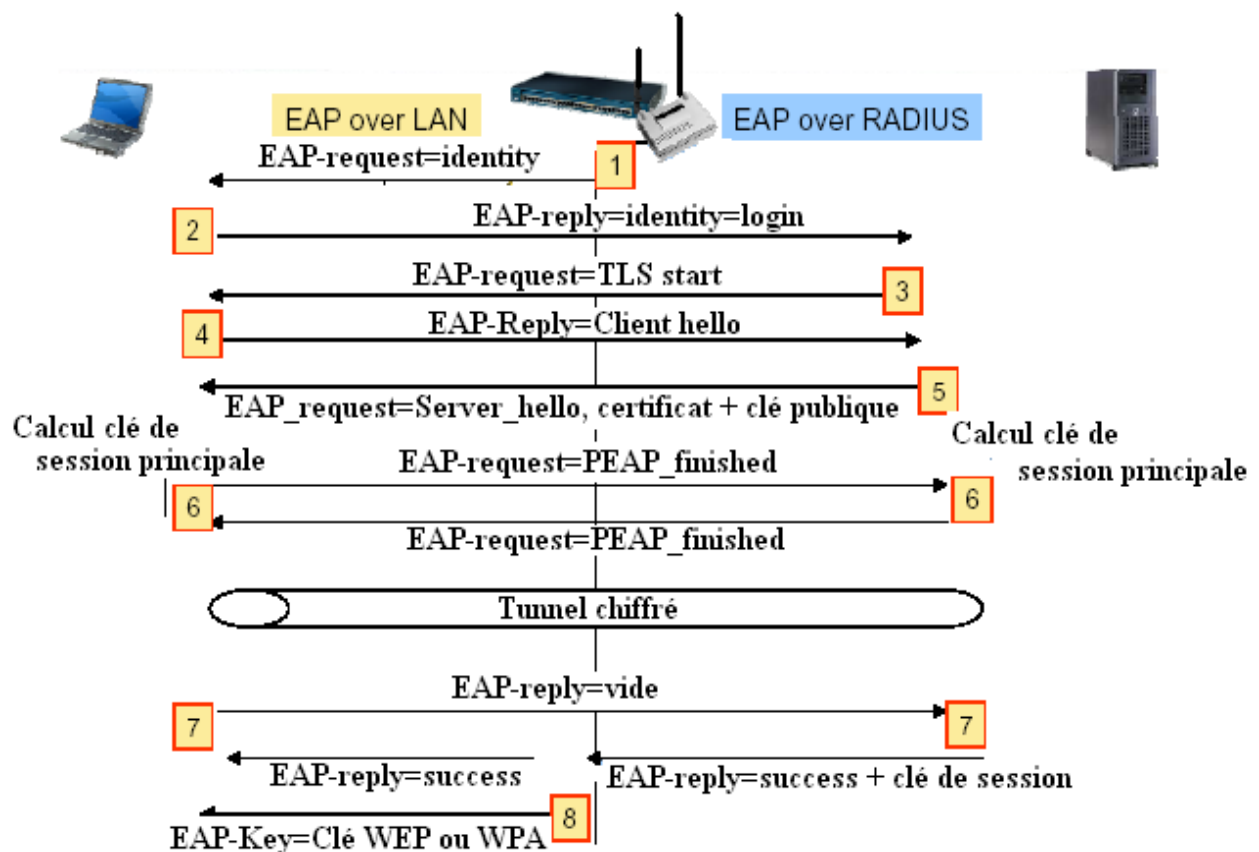 EAP over LAN
EAP over RADIUS
EAP-request=identity
1
2
EAP-reply=identity=login
EAP-request=TLS start
3
4
EAP-Reply=Client hello
5
EAP_request=Server_hello, certificat + clé publique
Calcul clé de
session principale
Calcul clé de
session principale
EAP-request=PEAP_finished
6
6
EAP-request=PEAP_finished
Tunnel chiffré
EAP-reply=vide
7
7
EAP-reply=success
EAP-reply=success + clé de session
8
EAP-Key=Clé WEP ou WPA